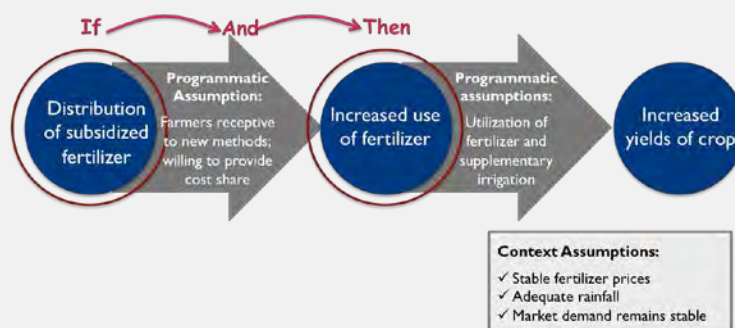 If And Then
Distribution
of subsidized
fertilizer
Programmatic
Assumption:
Farmers receptive
to new methods;
willing to provide
cost share
Increased use
of fertilizer
Programmatic
assumptions:
Utilization of
fertilizer and
supplementary
irrigation
Increased
yields of crop
Context Assumptions:
✓ Stable fertilizer prices
✓ Adequate rainfall
✓ Market demand remains stable